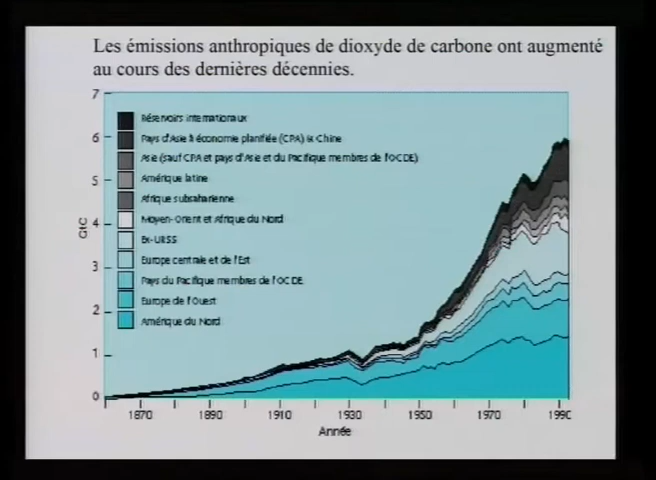 Les émissions anthropiques de dioxyde de carbone ont augmenté
au cours des dernières décennies.
7
6
5
4
3
2
1
0
GtC
Réservoirs internationaux
Pays d'Asie à économie planifiée (CPA) & Chine
Asie (sauf CPA et pays d'Asie et du Pacifique membres de l'OCDE)
Amérique latine
Afrique subsaharienne
Moyen-Orient et Afrique du Nord
Ex-URSS
Europe centrale et de l'Est
Pays du Pacifique membres de l'OCDE
Europe de l'Ouest
Amérique du Nord
1870 1890 1910 1930 1950 1970 1990
Année